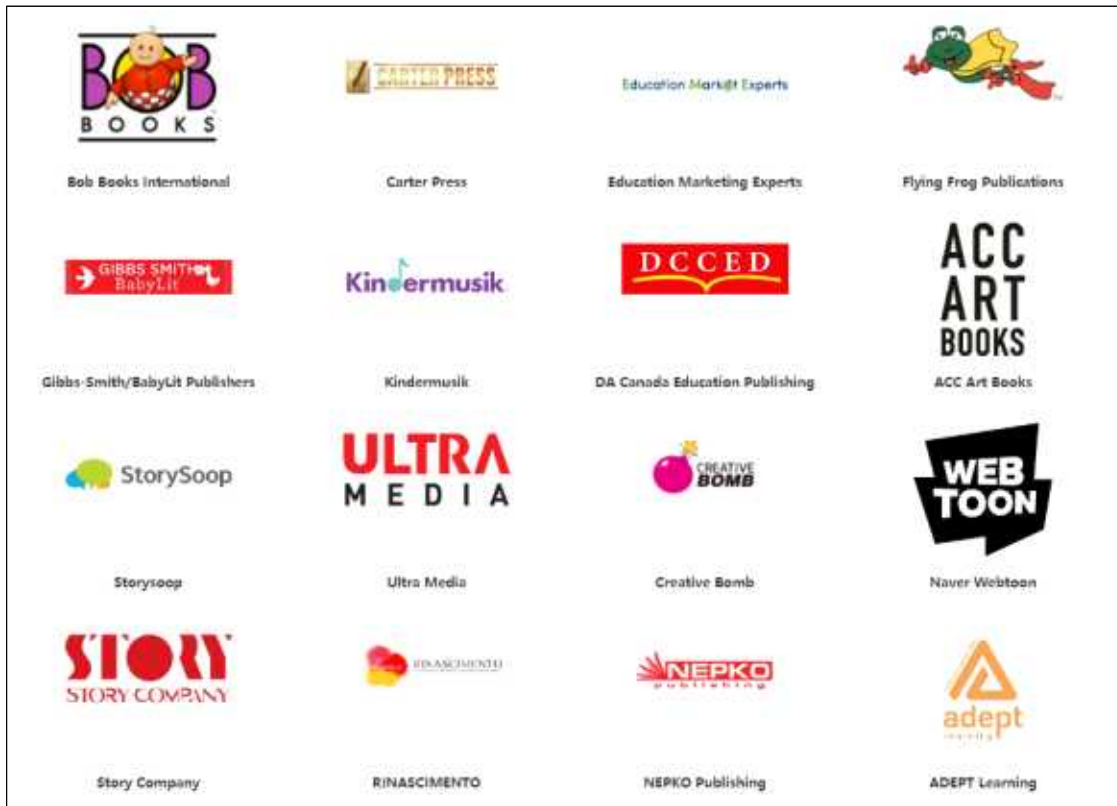 BOB
BOOKS
CARTER PRESS
Education Market Experts
TM
Bob Books International
Carter Press
Education Marketing Experts
Flying Frog Publications
GIBBS SMITH
BabyLit
Kindermusik
DCCED
ACC
ART
BOOKS
Gibbs-Smith/BabyLit Publishers
Kindermusik
DA Canada Education Publishing
ACC Art Books
StorySoop
ULTRA
MEDIA
CREATIVE
BOMB
WEB
TOON
Storysoop
Ultra Media
Creative Bomb
Naver Webtoon
STORY
STORY COMPANY
RINASCIMENTO
NEPKO
publishing
adept
learning
Story Company
RINASCIMENTO
NEPKO Publishing
ADEPT Learning